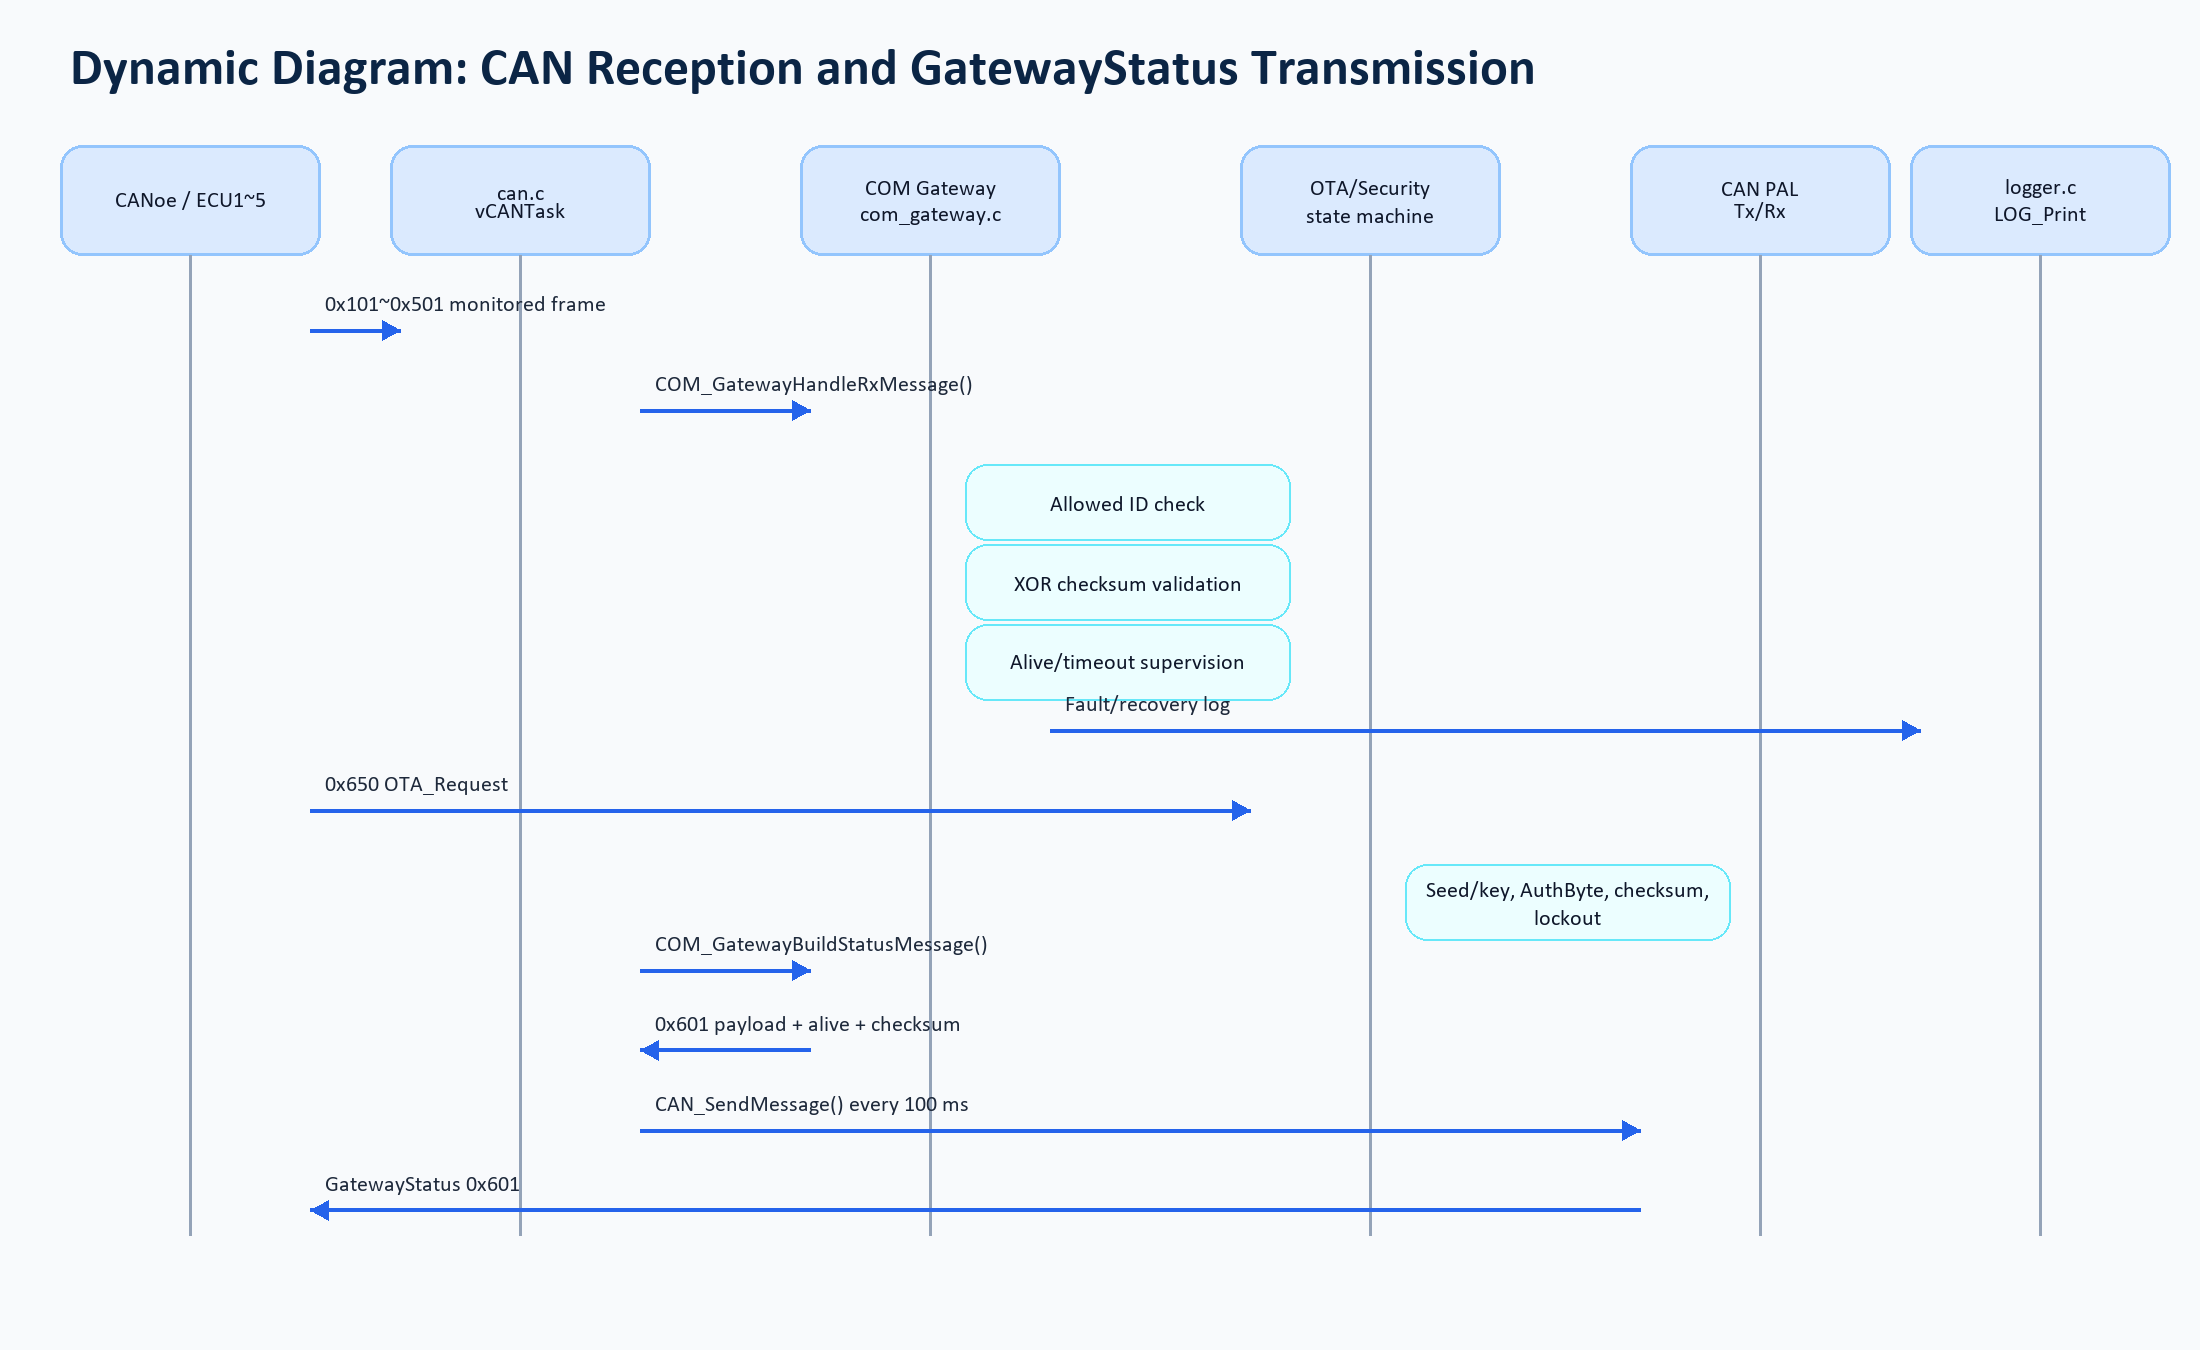 Dynamic Diagram: CAN Reception and GatewayStatus Transmission
CANoe / ECU1~5
can.c
vCANTask
COM Gateway
com_gateway.c
OTA/Security
state machine
CAN PAL
Tx/Rx
logger.c
LOG_Print
0x101~0x501 monitored frame
COM_GatewayHandleRxMessage()
Allowed ID check
XOR checksum validation
Alive/timeout supervision
Fault/recovery log
0x650 OTA_Request
Seed/key, AuthByte, checksum,
lockout
COM_GatewayBuildStatusMessage()
0x601 payload + alive + checksum
CAN_SendMessage() every 100 ms
GatewayStatus 0x601